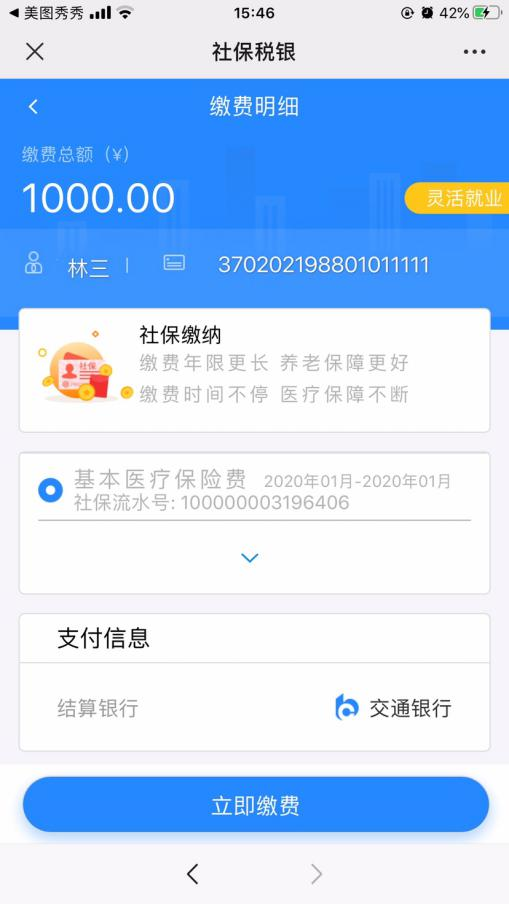 美图秀秀 15:46 42%
社保税银
缴费明细
缴费总额（¥）
1000.00
灵活就业
林三 370202198801011111
社保缴纳
缴费年限更长 养老保障更好
社保
缴费时间不停 医疗保障不断
基本医疗保险费 2020年01月-2020年01月
社保流水号: 100000003196406
支付信息
结算银行 交通银行
立即缴费